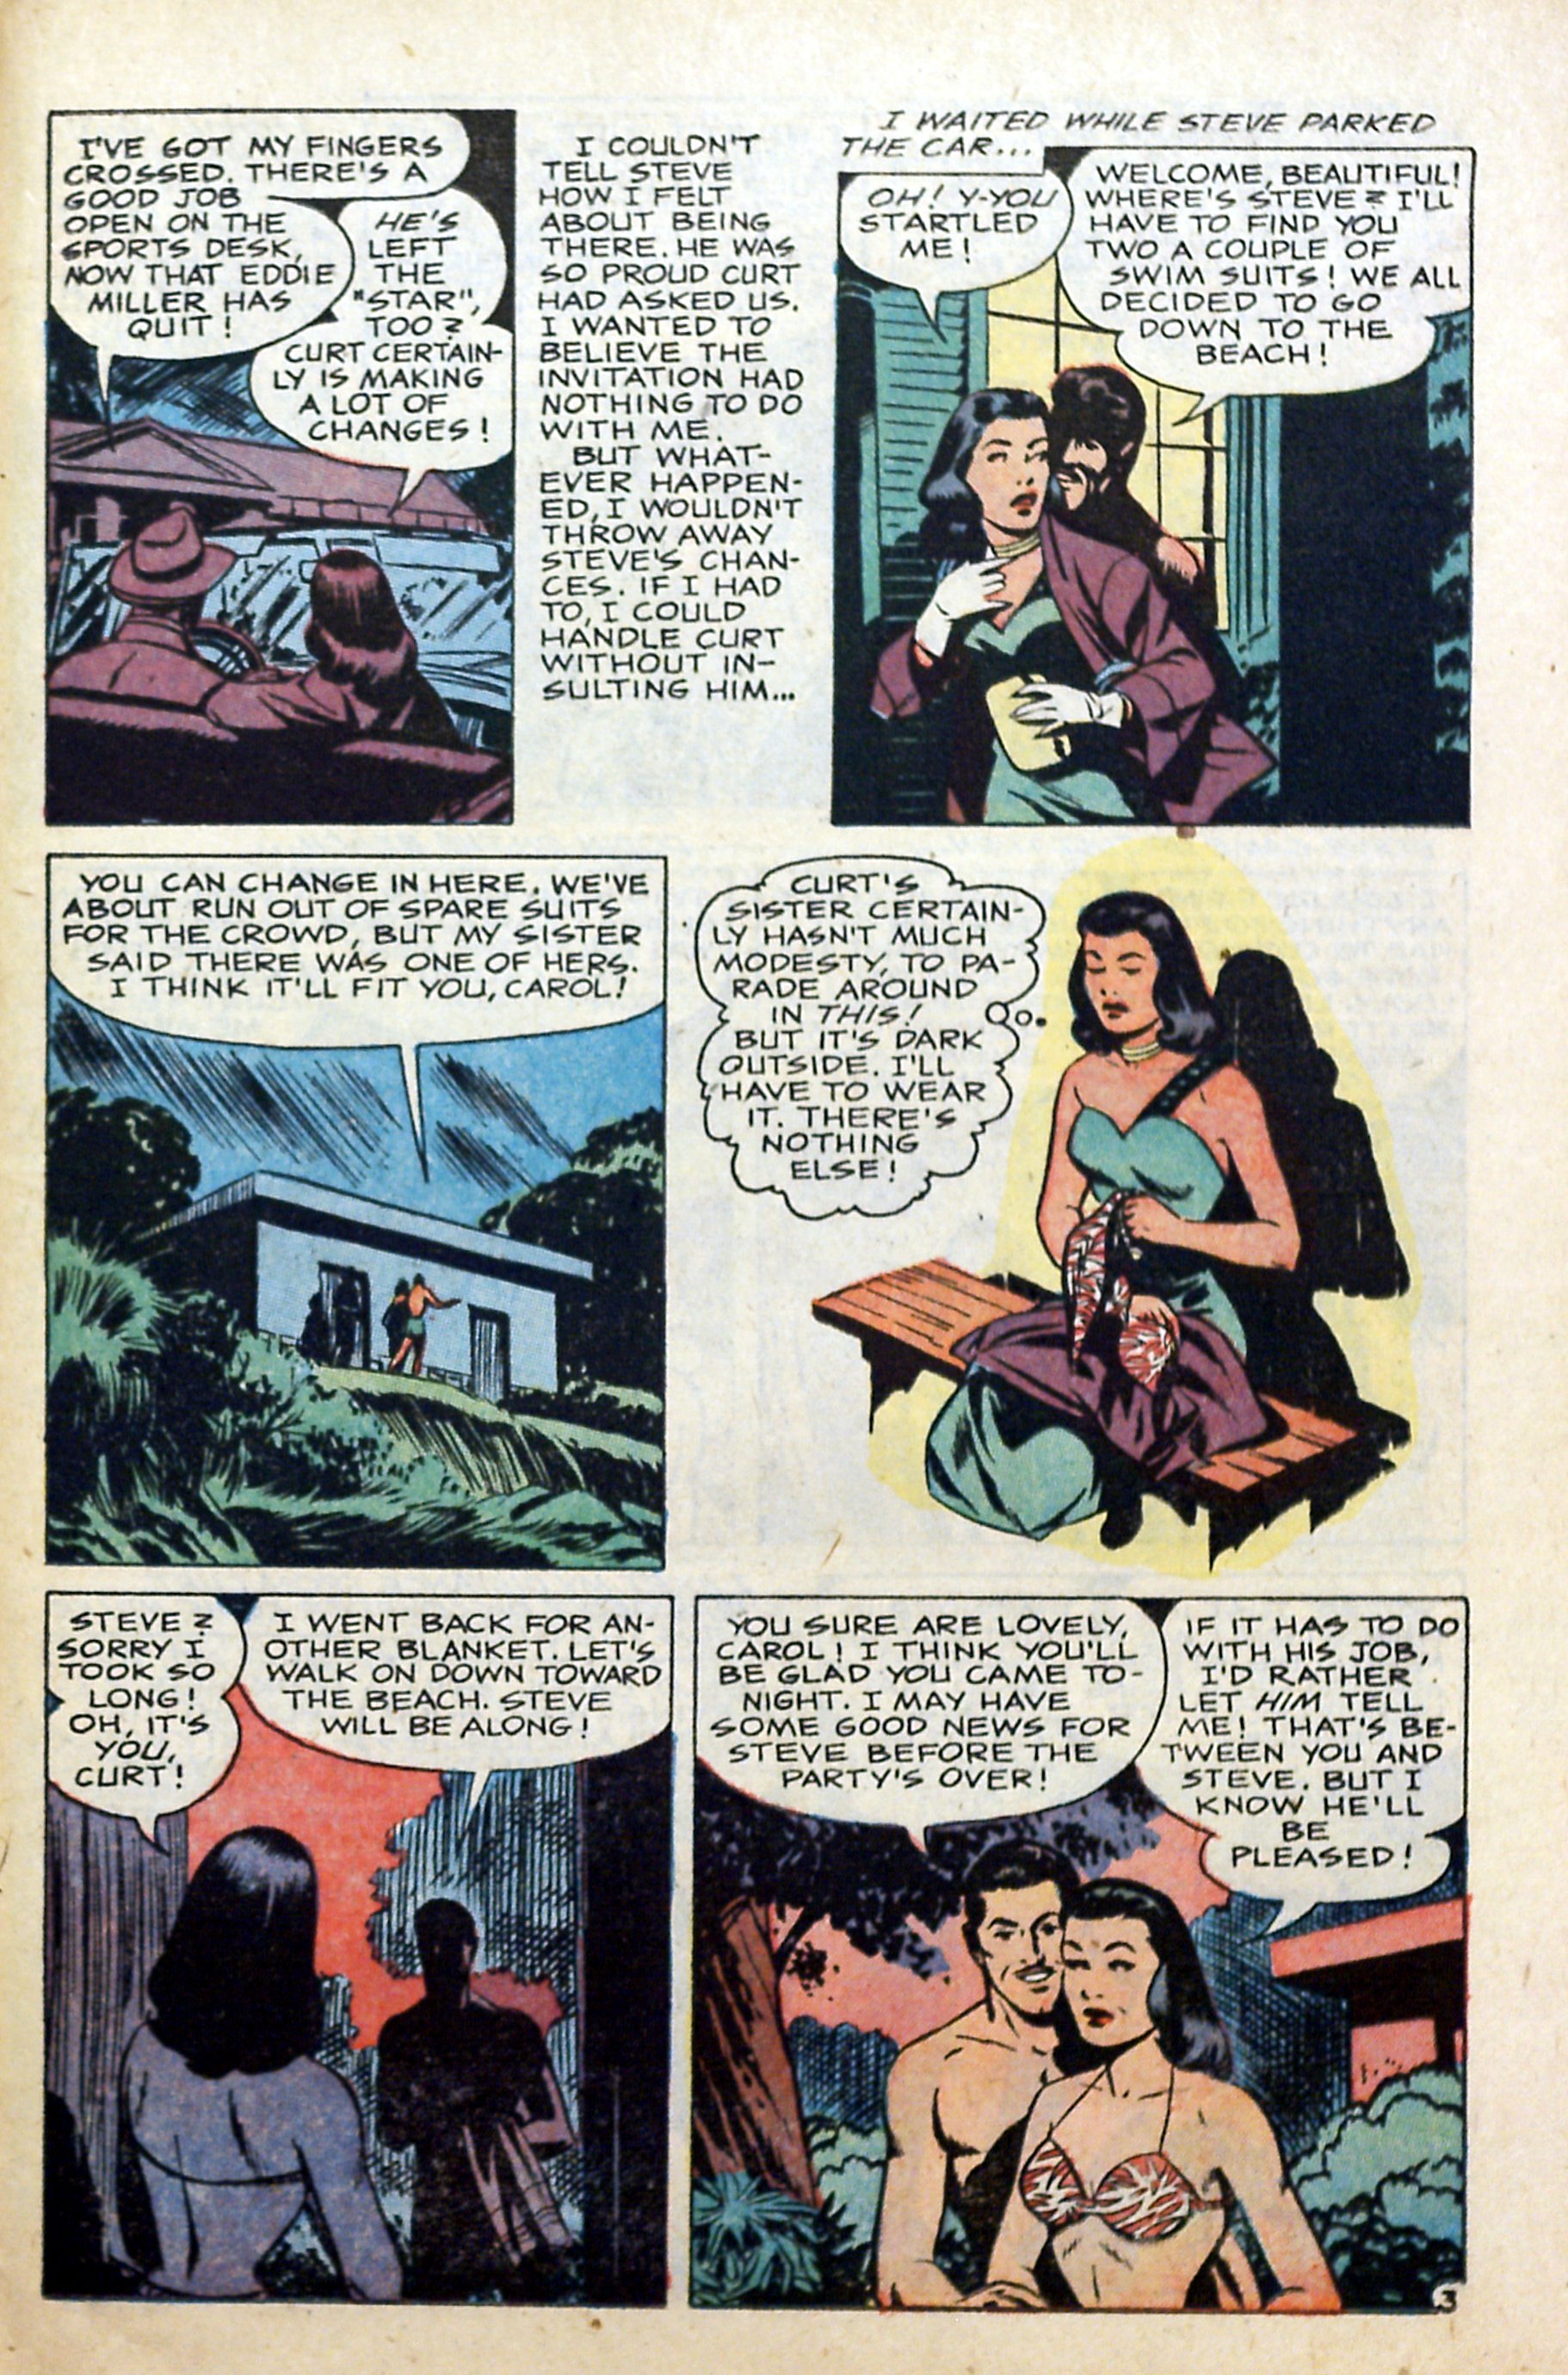 I'VE GOT MY FINGERS
CROSSED. THERE'S A
GOOD JOB
OPEN ON THE
SPORTS DESK,
NOW THAT EDDIE
MILLER HAS
QUIT!
HE'S
LEFT
THE
"STAR",
TOO?
CURT CERTAIN-
LY IS MAKING
A LOT OF
CHANGES!
I COULDN'T
TELL STEVE
HOW I FELT
ABOUT BEING
THERE. HE WAS
SO PROUD CURT
HAD ASKED US.
I WANTED TO
BELIEVE THE
INVITATION HAD
NOTHING TO DO
WITH ME.
BUT WHAT-
EVER HAPPEN-
ED, I WOULDN'T
THROW AWAY
STEVE'S CHAN-
CES. IF I HAD
TO, I COULD
HANDLE CURT
WITHOUT IN-
SULTING HIM...
I WAITED WHILE STEVE PARKED
THE CAR...
OH! Y-YOU
STARTLED
ME!
WELCOME, BEAUTIFUL!
WHERE'S STEVE? I'LL
HAVE TO FIND YOU
TWO A COUPLE OF
SWIM SUITS! WE ALL
DECIDED TO GO
DOWN TO THE
BEACH!
YOU CAN CHANGE IN HERE. WE'VE
ABOUT RUN OUT OF SPARE SUITS
FOR THE CROWD, BUT MY SISTER
SAID THERE WAS ONE OF HERS.
I THINK IT'LL FIT YOU, CAROL!
CURT'S
SISTER CERTAIN-
LY HASN'T MUCH
MODESTY, TO PA-
RADE AROUND
IN THIS!
BUT IT'S DARK
OUTSIDE. I'LL
HAVE TO WEAR
IT. THERE'S
NOTHING
ELSE!
STEVE?
SORRY I
TOOK SO
LONG!
OH, IT'S
YOU,
CURT!
I WENT BACK FOR AN-
OTHER BLANKET. LET'S
WALK ON DOWN TOWARD
THE BEACH. STEVE
WILL BE ALONG!
YOU SURE ARE LOVELY,
CAROL! I THINK YOU'LL
BE GLAD YOU CAME TO-
NIGHT. I MAY HAVE
SOME GOOD NEWS FOR
STEVE BEFORE THE
PARTY'S OVER!
IF IT HAS TO DO
WITH HIS JOB,
I'D RATHER
LET HIM TELL
ME! THAT'S BE-
TWEEN YOU AND
STEVE. BUT I
KNOW HE'LL
BE
PLEASED!
3